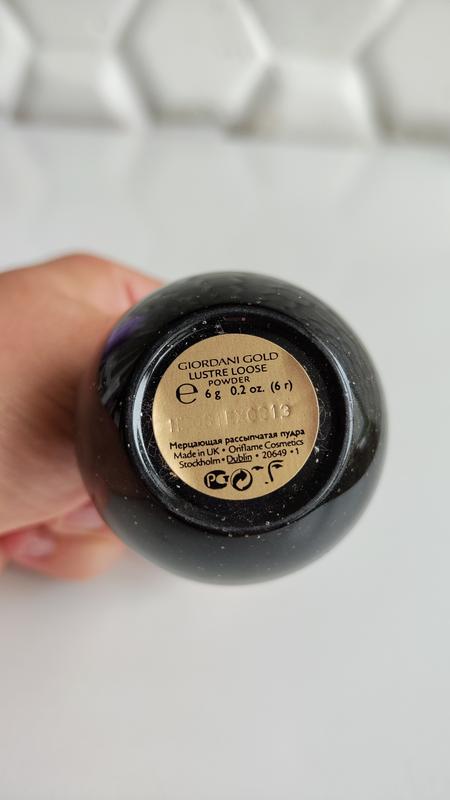 GIORDANI GOLD
LUSTRE LOOSE
POWDER
e 6 g 0.2 oz. (6 г)
Мерцающая рассыпчатая пудра
Made in UK • Oriflame Cosmetics
Stockholm • Dublin • 20649 • 1